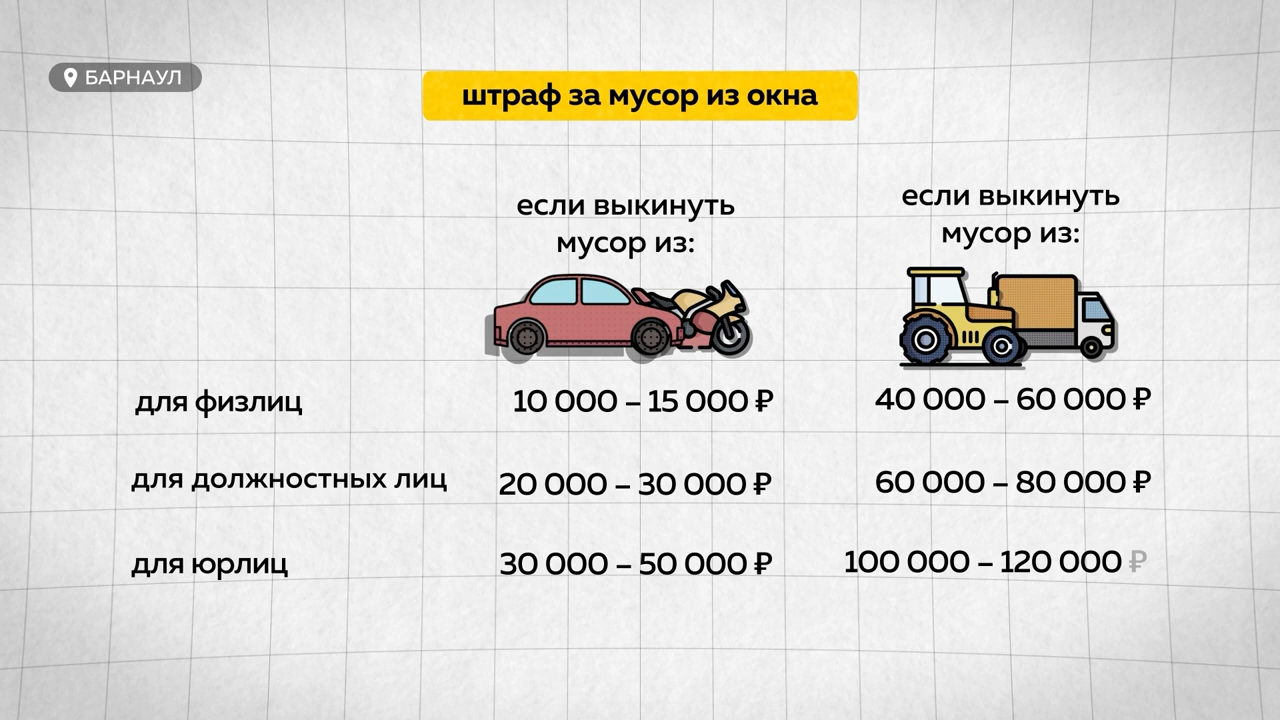 БАРНАУЛ
штраф за мусор из окна
если выкинуть
мусор из:
если выкинуть
мусор из:
для физлиц 10 000 – 15 000 ₽ 40 000 – 60 000 ₽
для должностных лиц 20 000 – 30 000 ₽ 60 000 – 80 000 ₽
для юрлиц 30 000 – 50 000 ₽ 100 000 – 120 000 ₽